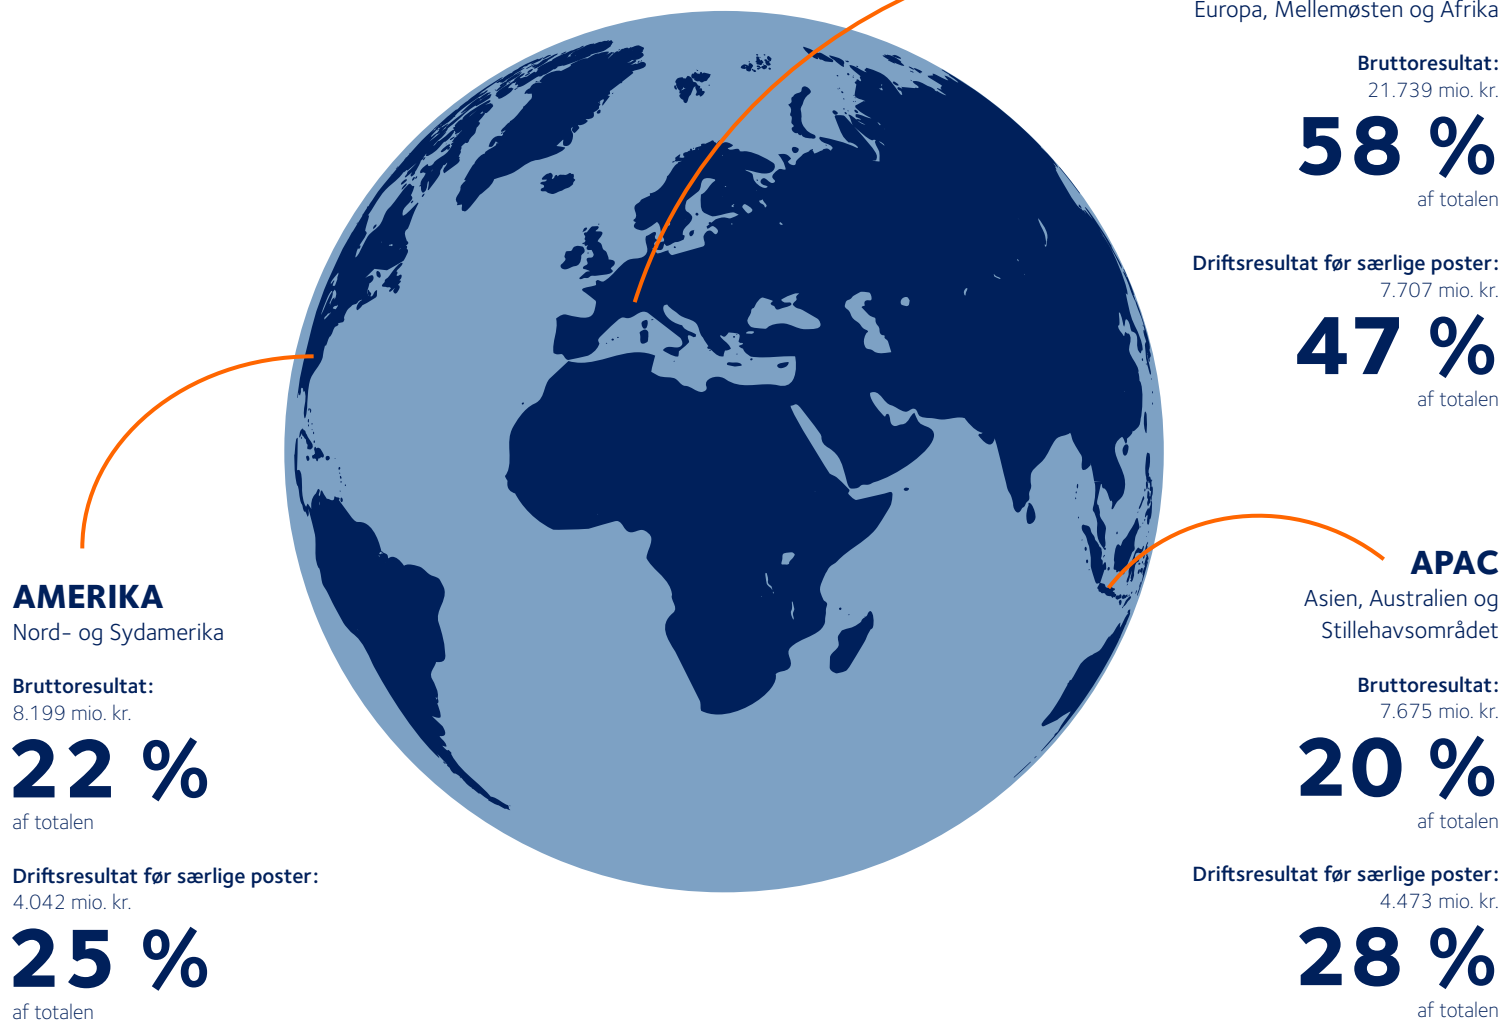 Europa, Mellemøsten og Afrika
Bruttoresultat:
21.739 mio. kr.
58 %
af totalen
Driftsresultat før særlige poster:
7.707 mio. kr.
47 %
af totalen
AMERIKA
Nord- og Sydamerika
Bruttoresultat:
8.199 mio. kr.
22 %
af totalen
Driftsresultat før særlige poster:
4.042 mio. kr.
25 %
af totalen
APAC
Asien, Australien og
Stillehavsområdet
Bruttoresultat:
7.675 mio. kr.
20 %
af totalen
Driftsresultat før særlige poster:
4.473 mio. kr.
28 %
af totalen